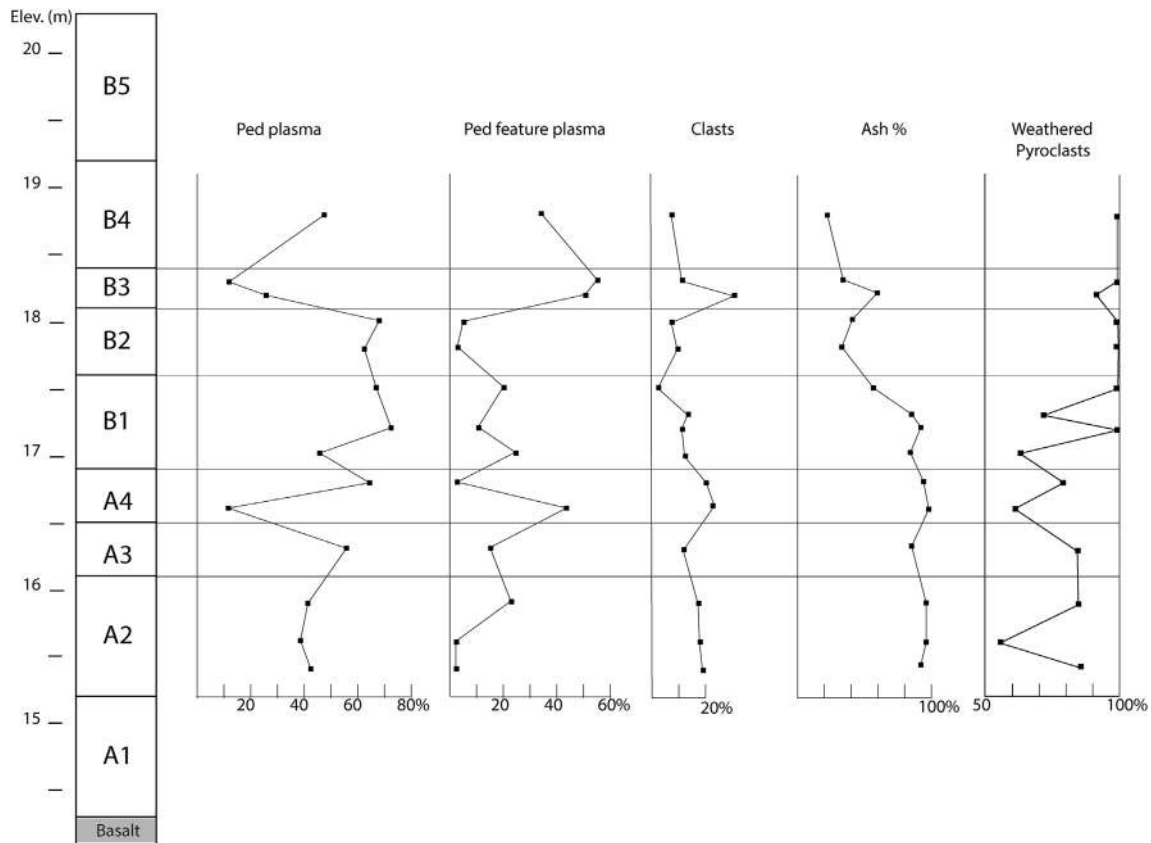 Elev. (m)
20
B5
Ped plasma
Ped feature plasma
Clasts
Ash %
Weathered
Pyroclasts
19
B4
B3
18
B2
B1
17
A4
A3
16
A2
20
40
60
80%
20
40
60%
20%
100%
50
100%
15
A1
Basalt